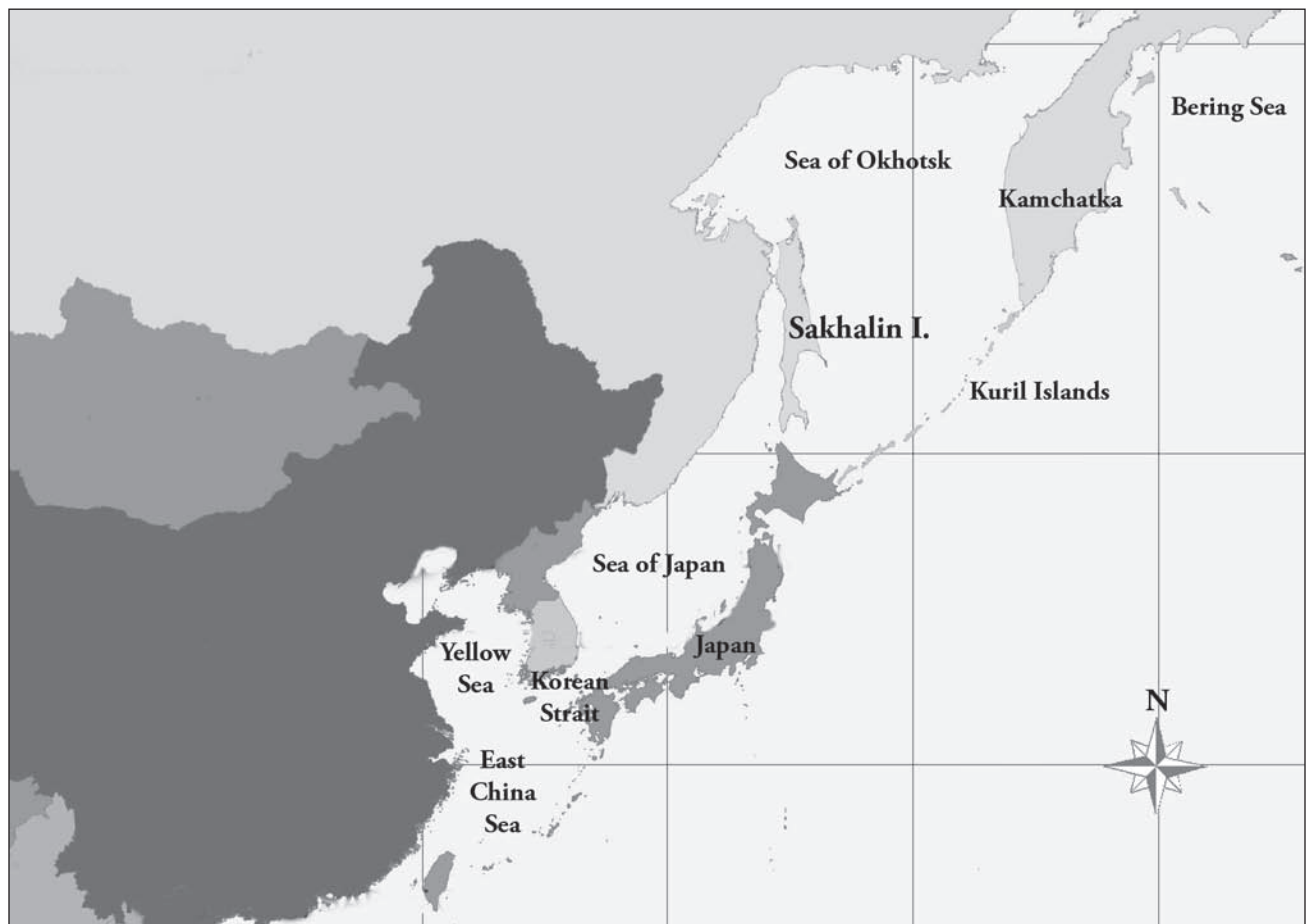 Bering Sea
Sea of Okhotsk
Kamchatka
Sakhalin I.
Kuril Islands
Sea of Japan
Japan
Yellow
Sea
Korean
Strait
N
East
China
Sea